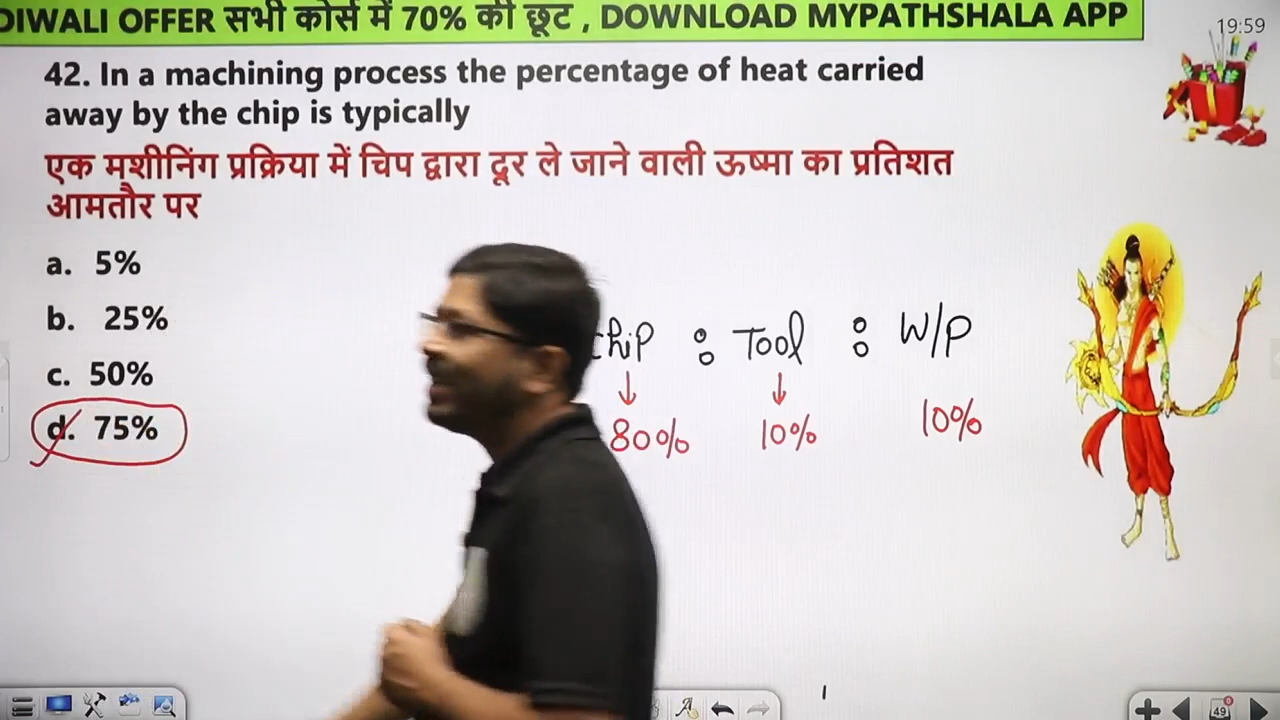 DIWALI OFFER सभी कोर्स में 70% की छूट , DOWNLOAD MYPATHSHALA APP
19:59
42. In a machining process the percentage of heat carried
away by the chip is typically
एक मशीनिंग प्रक्रिया में चिप द्वारा दूर ले जाने वाली ऊष्मा का प्रतिशत
आमतौर पर
a. 5%
b. 25%
c. 50%
d. 75%
chip : Tool : W/P
80% 10% 10%
49